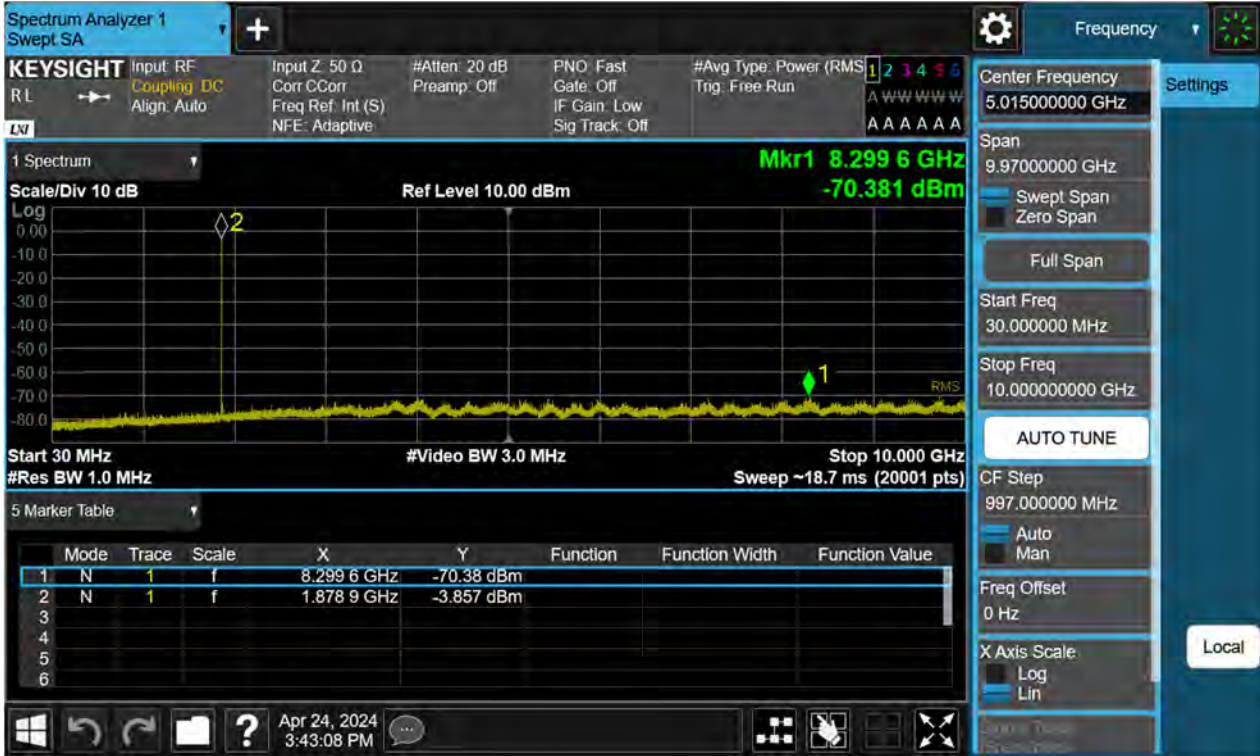 Spectrum Analyzer 1
Swept SA
+
Frequency
KEYSIGHT
RL
LXI
Input: RF
Coupling: DC
Align: Auto
Input Z: 50 Ω
Corr CCorr
Freq Ref: Int (S)
NFE: Adaptive
#Atten: 20 dB
Preamp: Off
PNO: Fast
Gate: Off
IF Gain: Low
Sig Track: Off
#Avg Type: Power (RMS
Trig: Free Run
1 2 3 4 5 6
A W W W W W
A A A A A A
1 Spectrum
Mkr1 8.299 6 GHz
Scale/Div 10 dB
Ref Level 10.00 dBm
-70.381 dBm
Log
0.00
-10.0
-20.0
-30.0
-40.0
-50.0
-60.0
-70.0
-80.0
2
1
RMS
Start 30 MHz
#Video BW 3.0 MHz
Stop 10.000 GHz
#Res BW 1.0 MHz
Sweep ~18.7 ms (20001 pts)
5 Marker Table
Mode Trace Scale X Y Function Function Width Function Value
1 N 1 f 8.299 6 GHz -70.38 dBm
2 N 1 f 1.878 9 GHz -3.857 dBm
3
4
5
6
Center Frequency
5.015000000 GHz
Span
9.97000000 GHz
Swept Span
Zero Span
Full Span
Start Freq
30.000000 MHz
Stop Freq
10.000000000 GHz
AUTO TUNE
CF Step
997.000000 MHz
Auto
Man
Freq Offset
0 Hz
X Axis Scale
Log
Lin
Settings
Local
?
Apr 24, 2024
3:43:08 PM